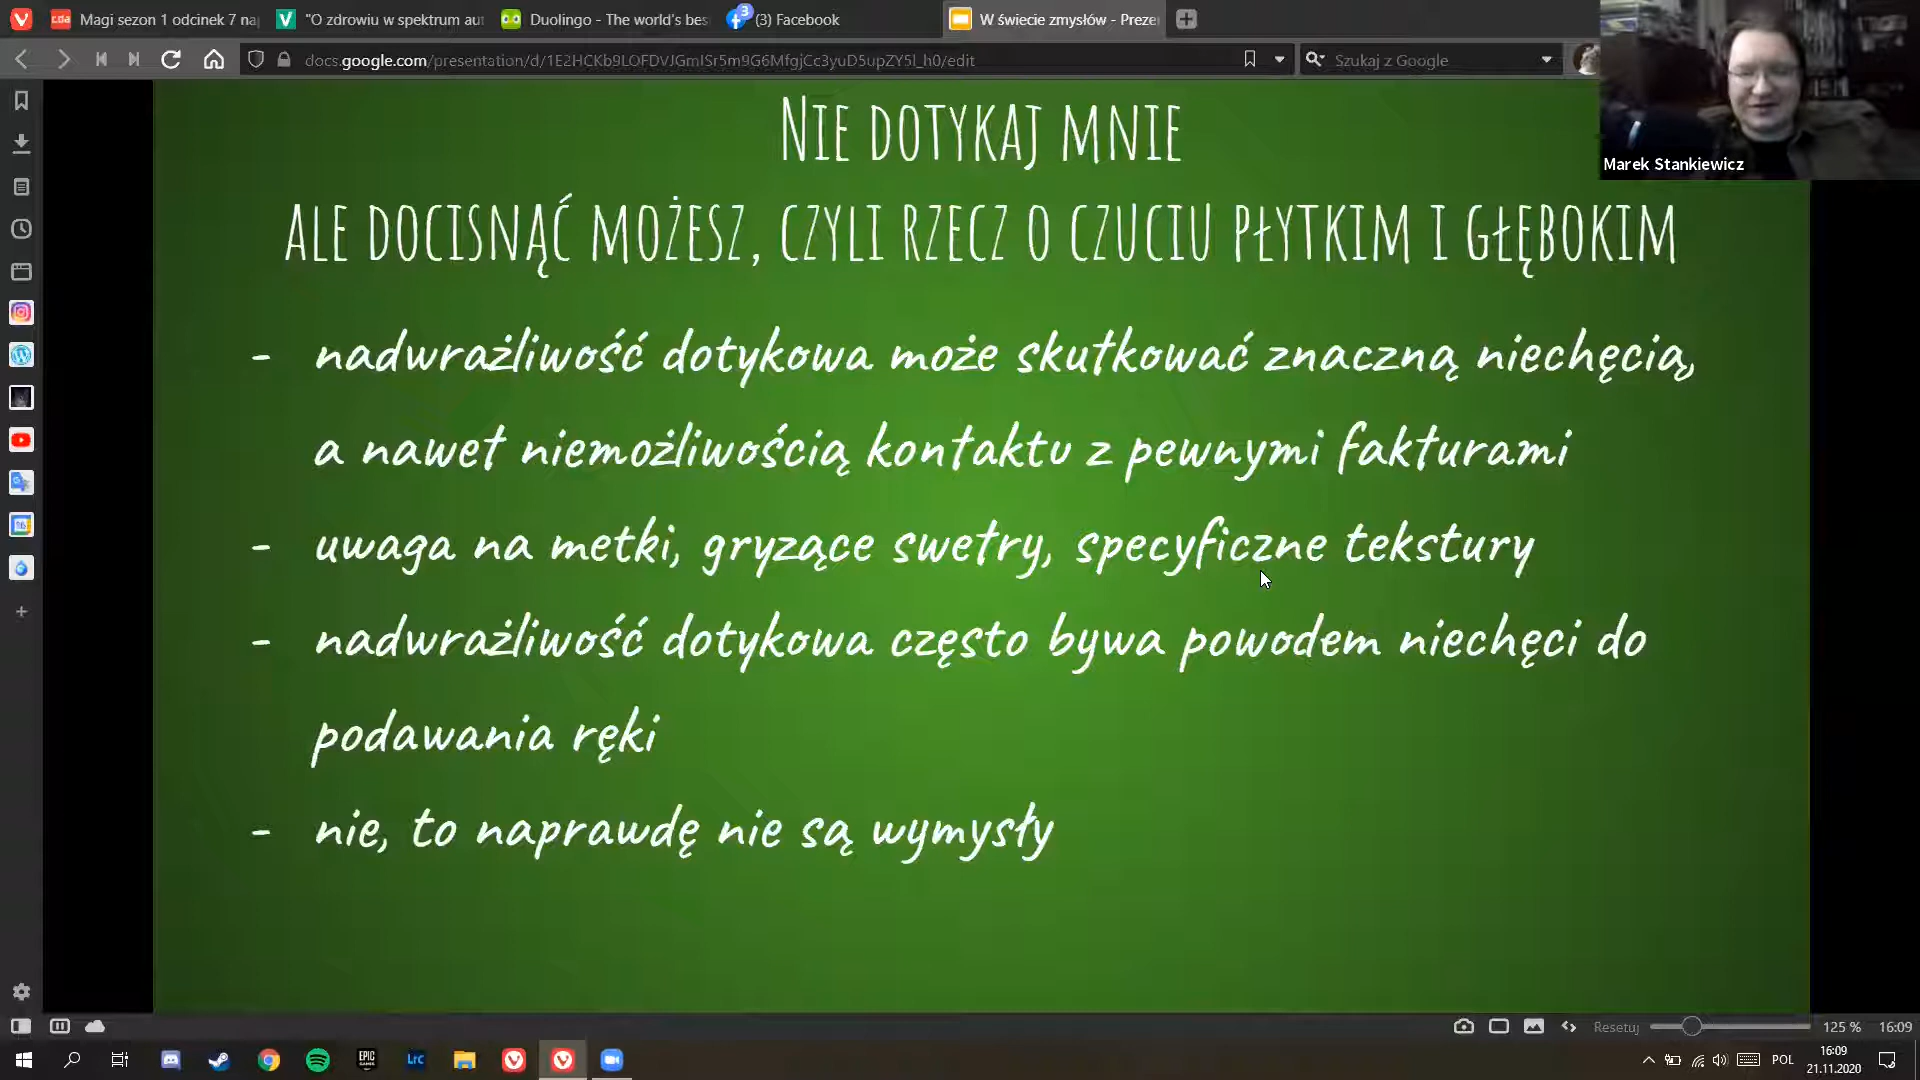 Magi sezon 1 odcinek 7 na
"O zdrowiu w spektrum aut
Duolingo - The world's bes
(3) Facebook
W świecie zmysłów - Preze
docs.google.com/presentation/d/1E2HCKb9LOFDVJGmISr5m9G6MfgjCc3yuD5upZY5l_h0/edit
Szukaj z Google
Marek Stankiewicz
Nie dotykaj mnie
ale docisnąć możesz, czyli rzecz o czuciu płytkim i głębokim
- nadwrażliwość dotykowa może skutkować znaczną niechęcią,
a nawet niemożliwością kontaktu z pewnymi fakturami
- uwaga na metki, gryzące swetry, specyficzne tekstury
- nadwrażliwość dotykowa często bywa powodem niechęci do
podawania ręki
- nie, to naprawdę nie są wymysły
Resetuj
125 %
16:09
EPIC
Lrc
POL
16:09
21.11.2020